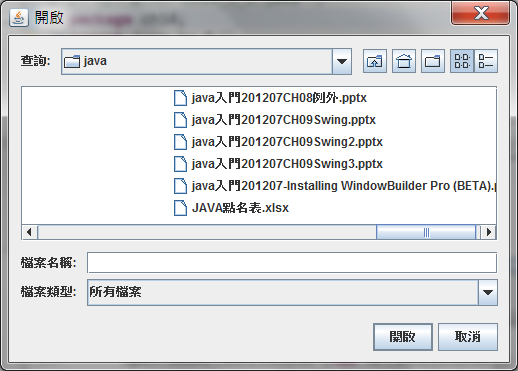 開啟
查詢: java
java入門201207CH08例外.pptx
java入門201207CH09Swing.pptx
java入門201207CH09Swing2.pptx
java入門201207CH09Swing3.pptx
java入門201207-Installing WindowBuilder Pro (BETA).p
JAVA點名表.xlsx
檔案名稱:
檔案類型: 所有檔案
開啟 取消